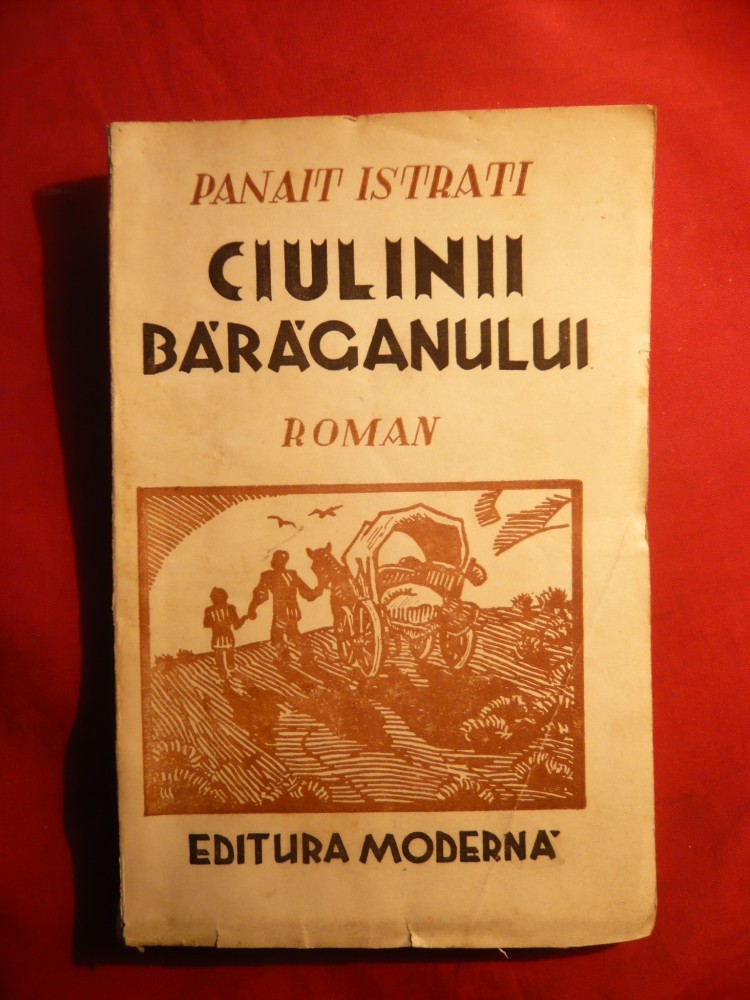 PANAIT ISTRATI
CIULINII
BĂRĂGANULUI
ROMAN
EDITURA MODERNĂ